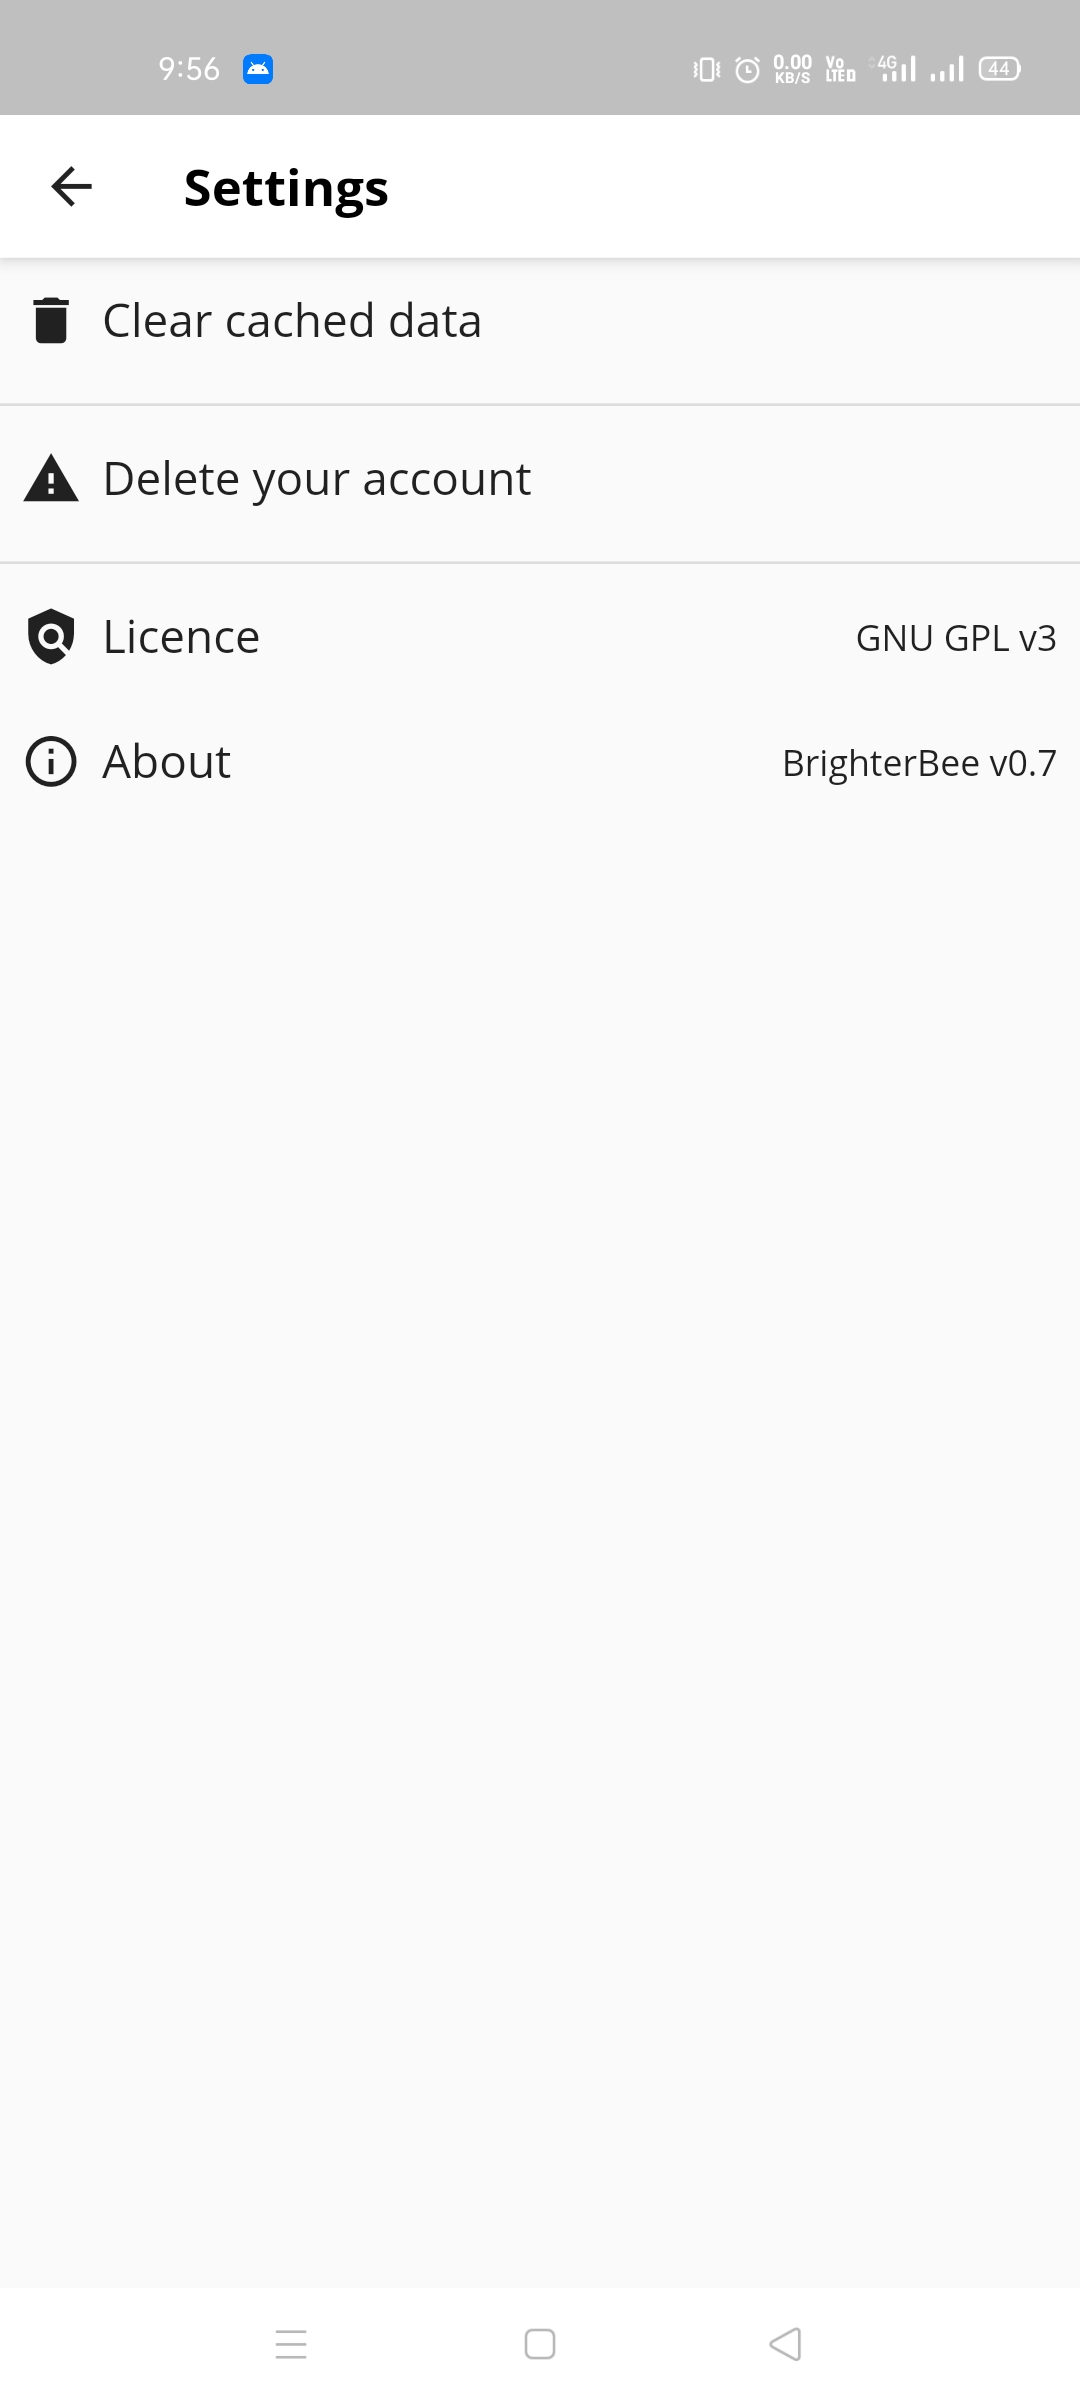 9:56 0.00 KB/S Vo LTE D 4G 44
Settings
Clear cached data
Delete your account
Licence GNU GPL v3
About BrighterBee v0.7